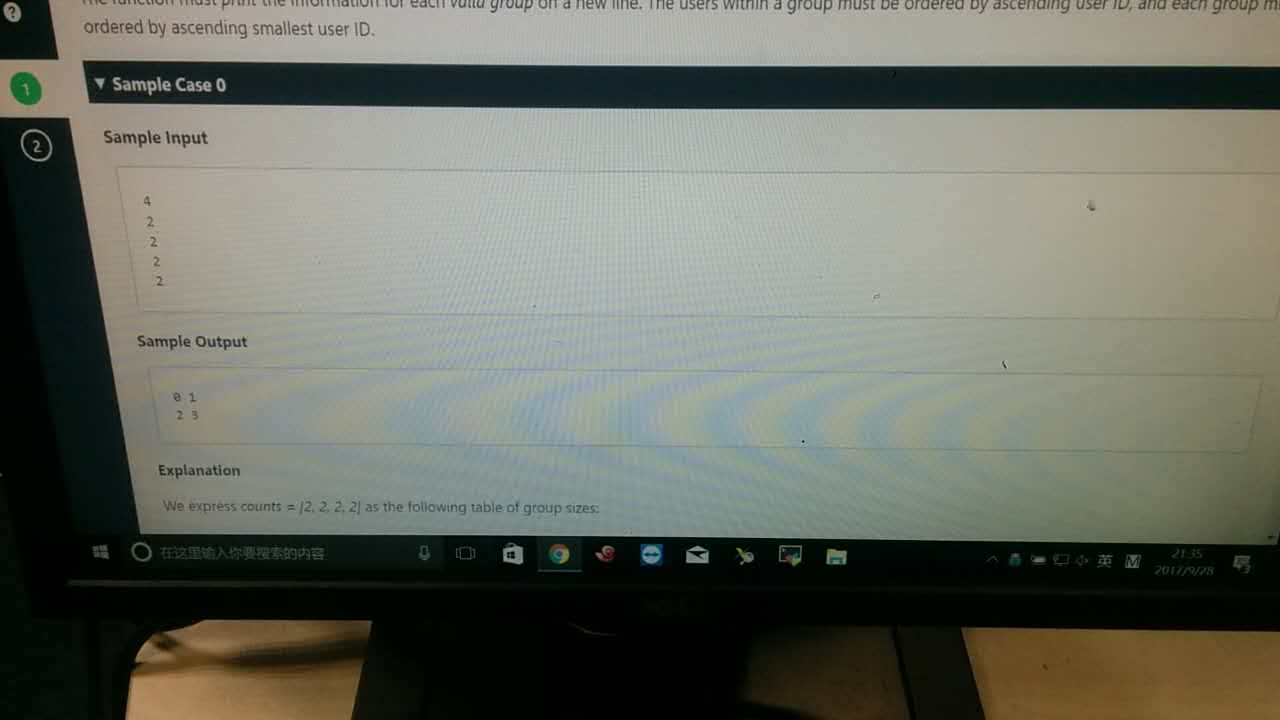 The function must print the information for each valid group on a new line. The users within a group must be ordered by ascending user ID, and each group
ordered by ascending smallest user ID.
?
1
▼ Sample Case 0
2
Sample Input
4
2
2
2
2
Sample Output
0 1
2 3
Explanation
We express counts = [2, 2, 2, 2] as the following table of group sizes:
在这里输入你要搜索的内容
英
M
21:35
2017/9/28